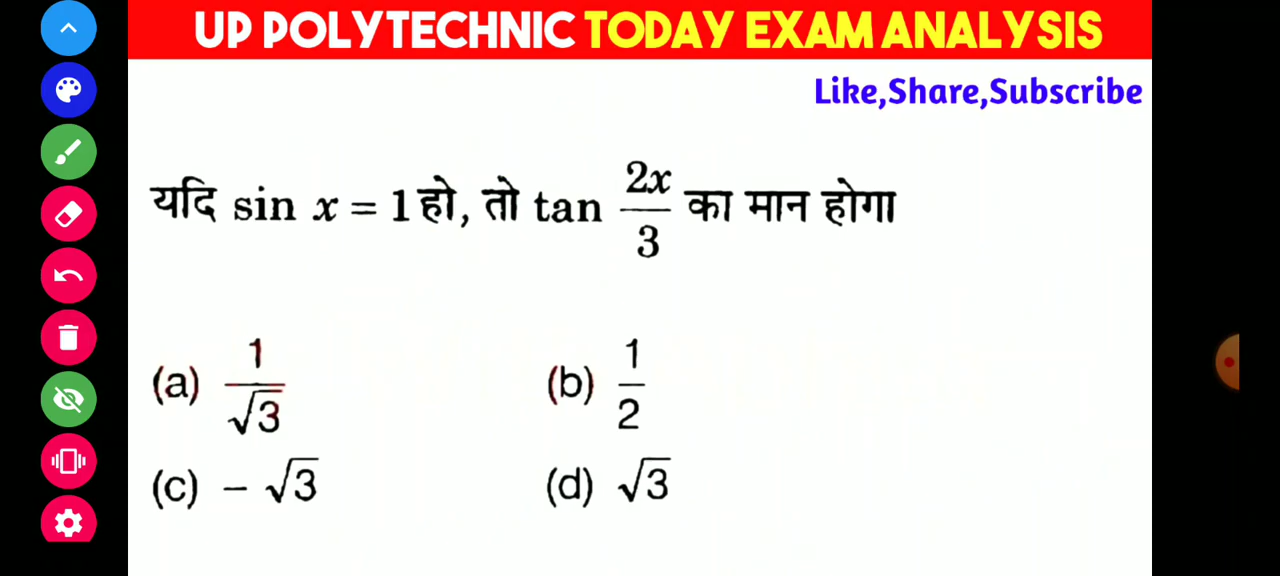 UP POLYTECHNIC TODAY EXAM ANALYSIS
Like,Share,Subscribe
यदि sin x = 1 हो, तो tan 2x/3 का मान होगा
(a) 1/√3 (b) 1/2
(c) – √3 (d) √3